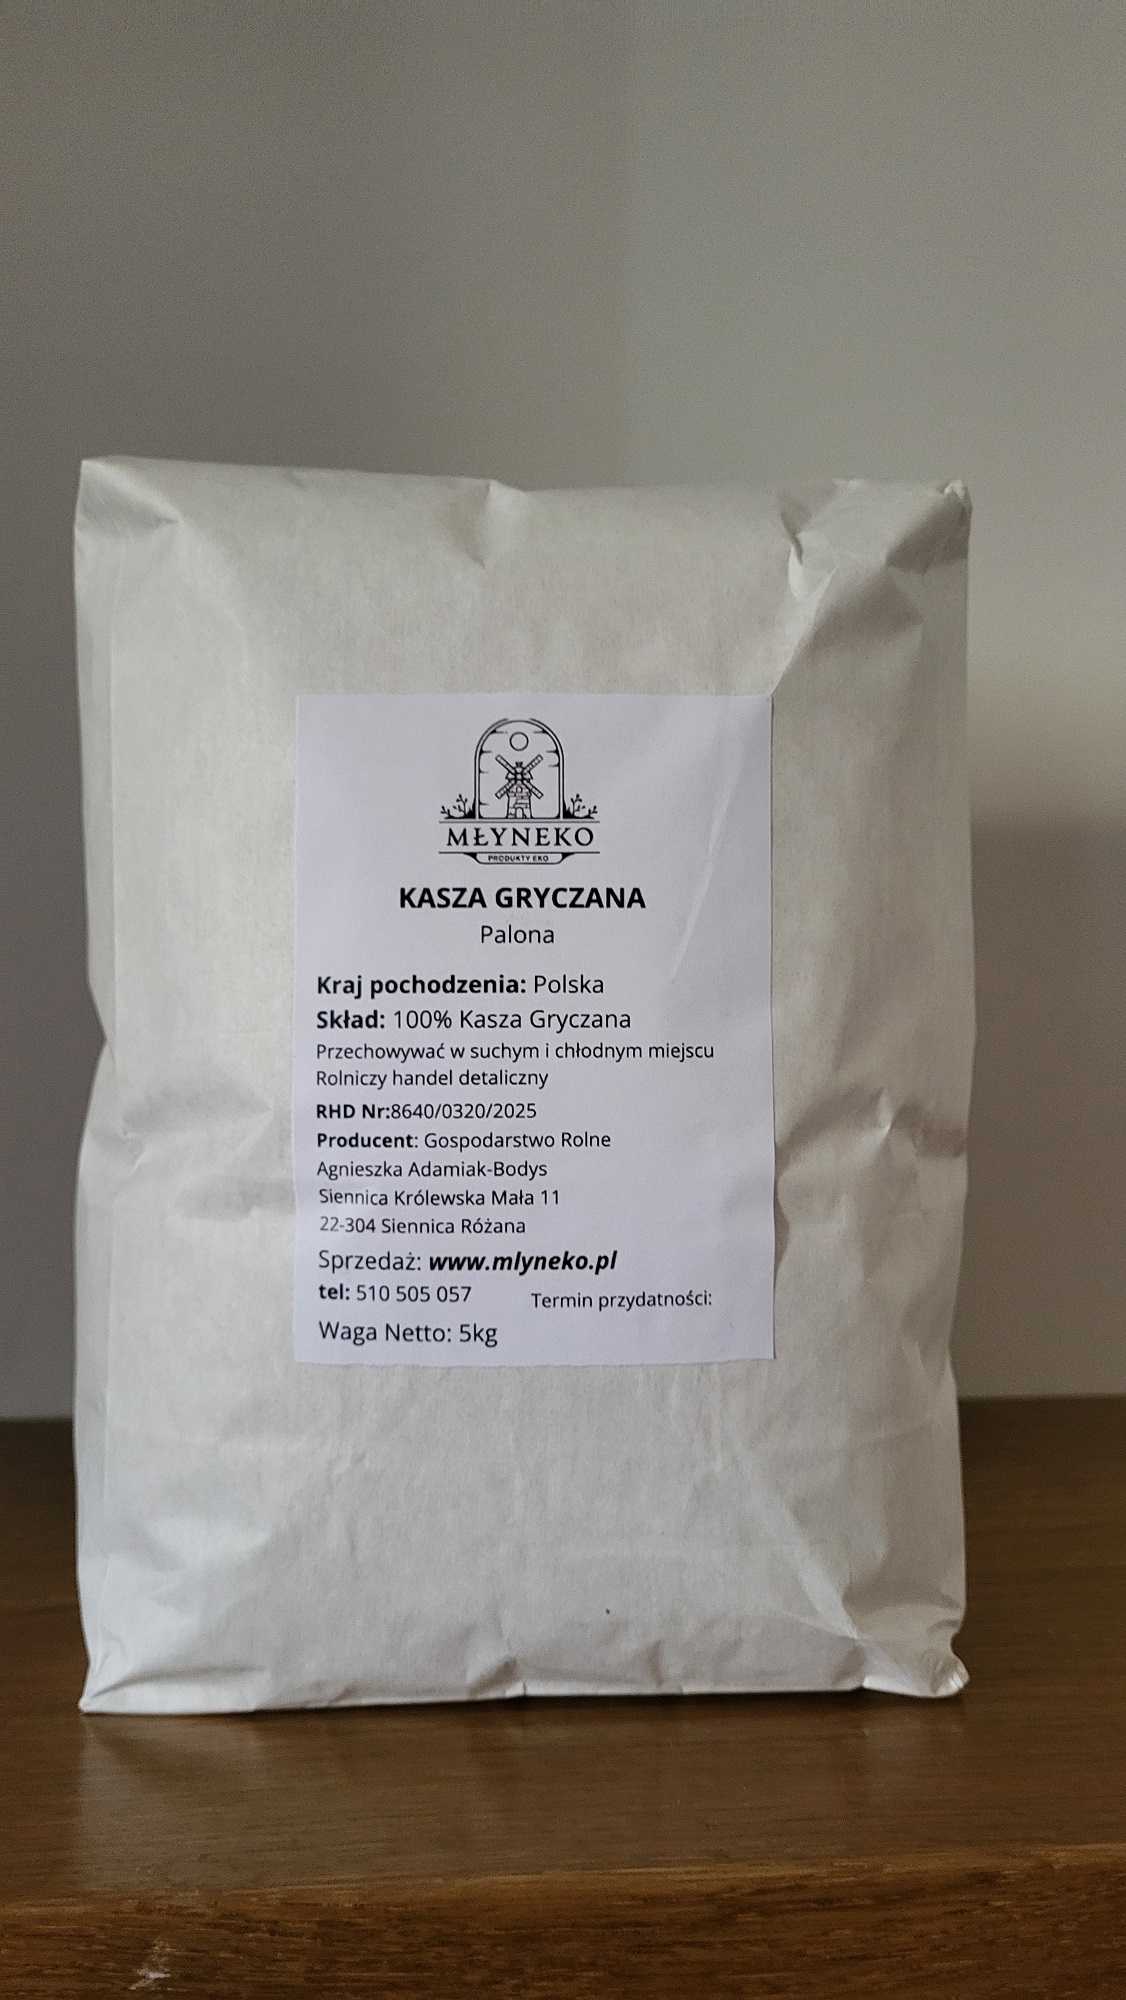 MŁYNEKO
PRODUKTY EKO
KASZA GRYCZANA
Palona
Kraj pochodzenia: Polska
Skład: 100% Kasza Gryczana
Przechowywać w suchym i chłodnym miejscu
Rolniczy handel detaliczny
RHD Nr:8640/0320/2025
Producent: Gospodarstwo Rolne
Agnieszka Adamiak-Bodys
Siennica Królewska Mała 11
22-304 Siennica Różana
Sprzedaż: www.mlyneko.pl
tel: 510 505 057
Termin przydatności:
Waga Netto: 5kg